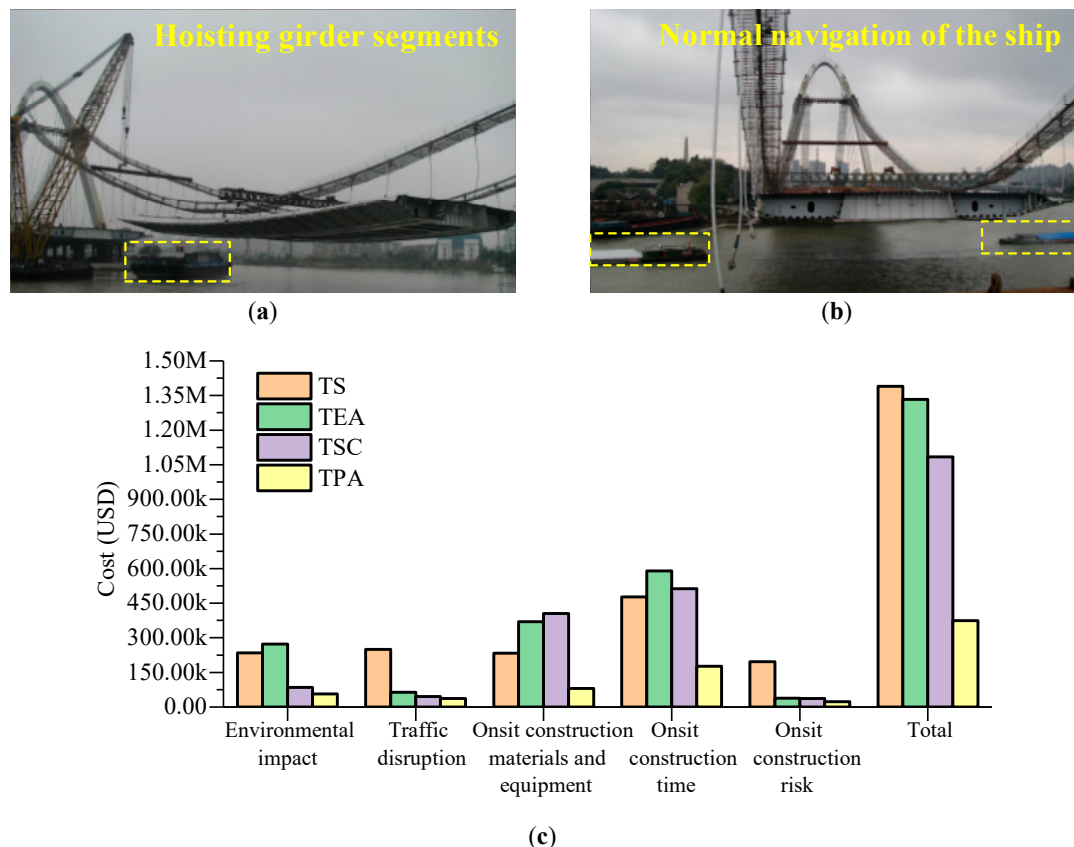 Hoisting girder segments
Normal navigation of the ship
(a)
(b)
1.50M
1.35M
1.20M
1.05M
900.00k
750.00k
600.00k
450.00k
300.00k
150.00k
0.00
Cost (USD)
TS
TEA
TSC
TPA
Environmental
impact
Traffic
disruption
Onsit construction
materials and
equipment
Onsit
construction
time
Onsit
construction
risk
Total
(c)